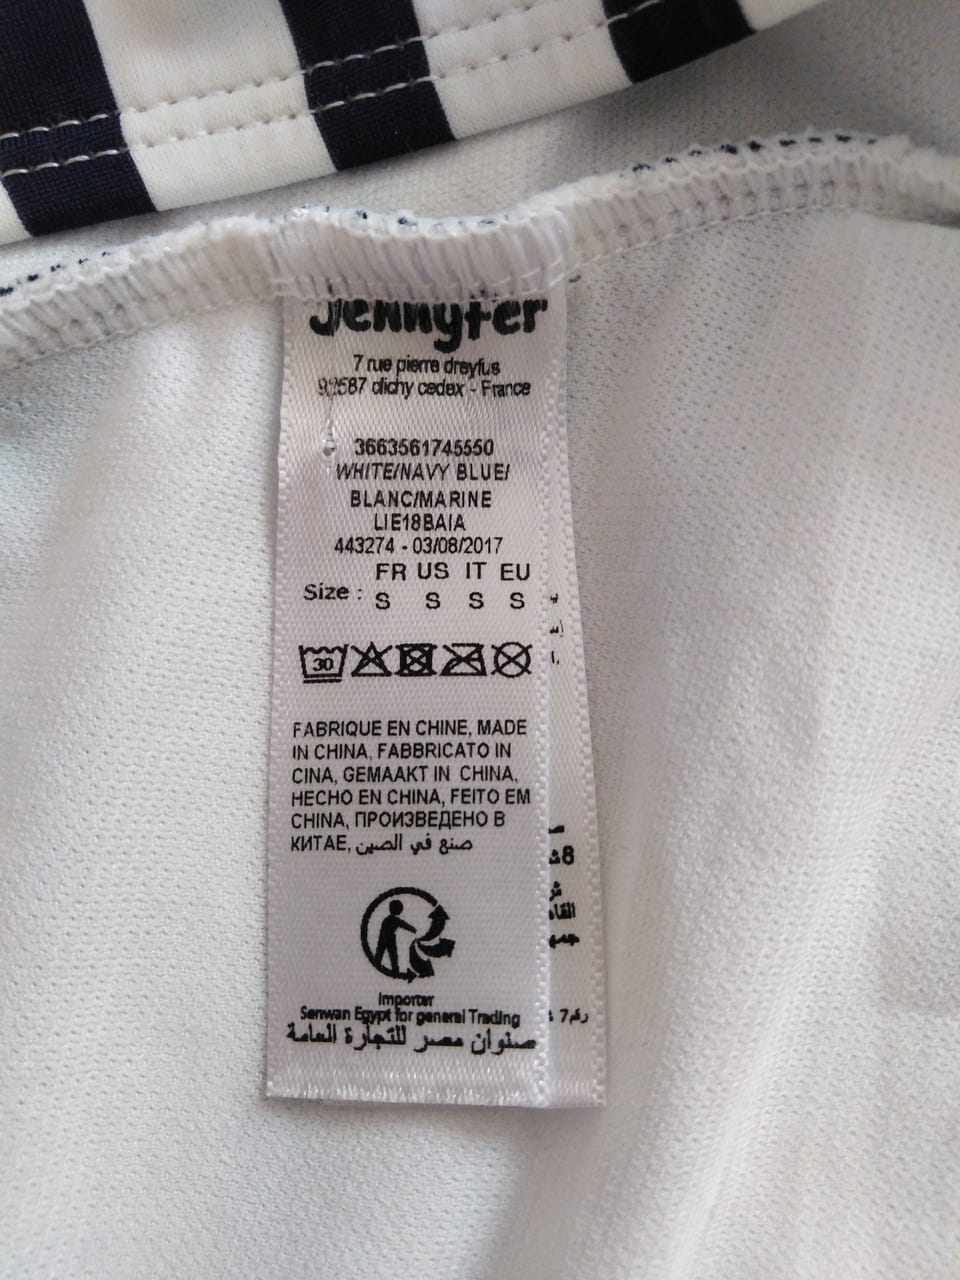 Jennyfer
7 rue pierre dreyfus
92587 clichy cedex - France
3663561745550
WHITE/NAVY BLUE/
BLANC/MARINE
LIE18BAIA
443274 - 03/08/2017
FR US IT EU
Size : S S S S
30
FABRIQUE EN CHINE, MADE
IN CHINA, FABBRICATO IN
CINA, GEMAAKT IN CHINA,
HECHO EN CHINA, FEITO EM
CHINA, ПРОИЗВЕДЕНО В
КИТАЕ, صنع في الصين
Importer
Senwan Egypt for general Trading
صنوان مصر للتجارة العامة
رقم 7